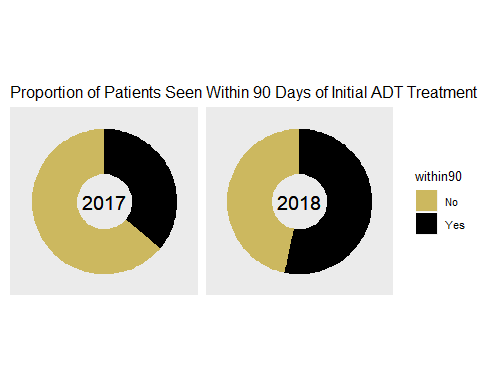 Proportion of Patients Seen Within 90 Days of Initial ADT Treatment
2017
2018
within90
No
Yes